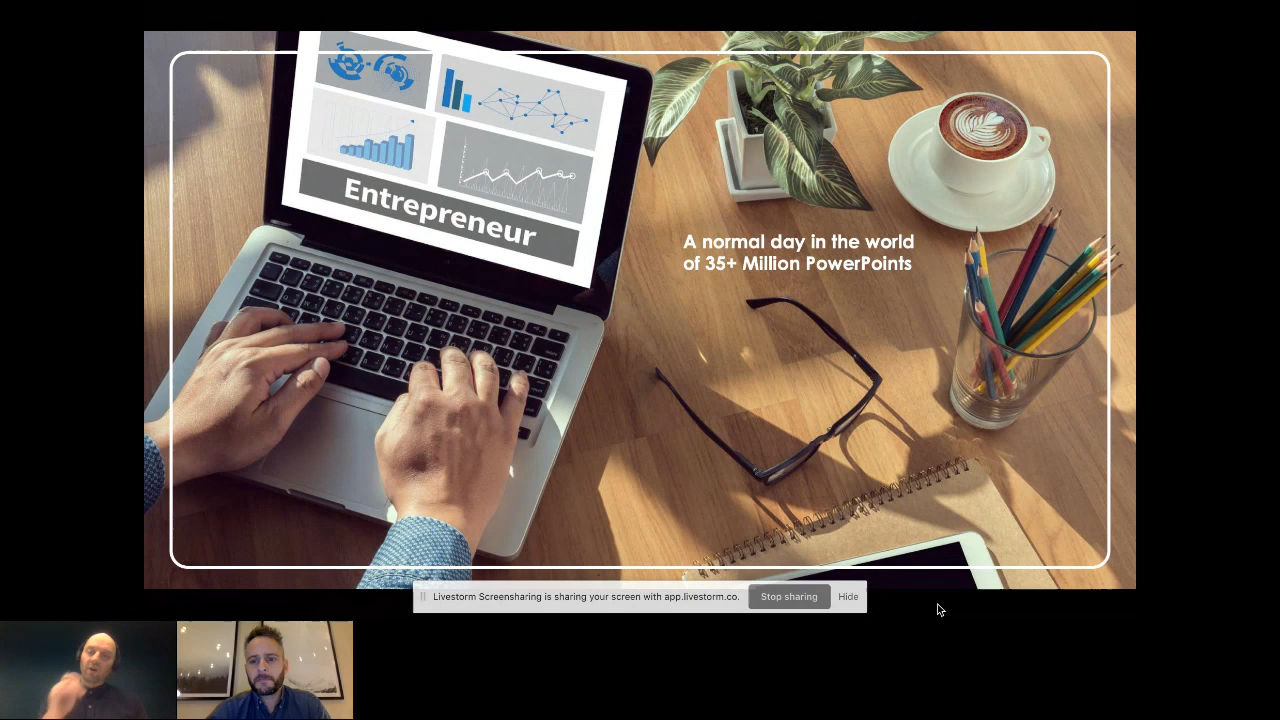 Entrepreneur
A normal day in the world
of 35+ Million PowerPoints
Livestorm Screensharing is sharing your screen with app.livestorm.co.
Stop sharing
Hide